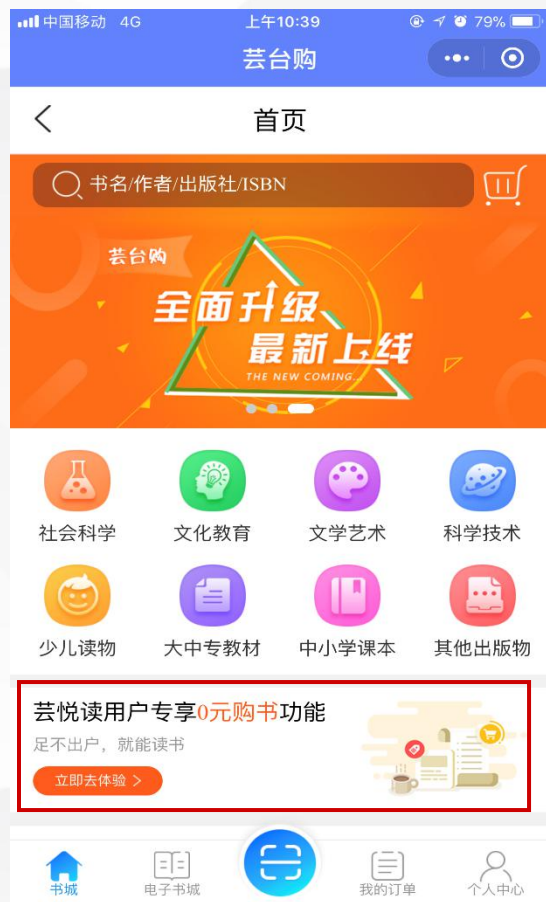 中国移动 4G 上午10:39 79%
芸台购
首页
书名/作者/出版社/ISBN
芸台购
全面升级
最新上线
THE NEW COMING...
社会科学 文化教育 文学艺术 科学技术
少儿读物 大中专教材 中小学课本 其他出版物
芸悦读用户专享0元购书功能
足不出户，就能读书
立即去体验 >
书城 电子书城 我的订单 个人中心